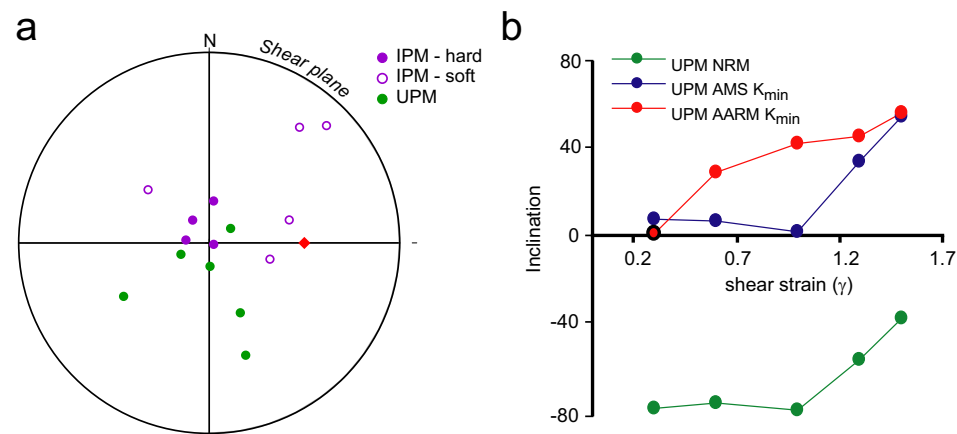 a
N
Shear plane
IPM - hard
IPM - soft
UPM
-
b
80
40
0
-40
-80
Inclination
UPM NRM
UPM AMS Kmin
UPM AARM Kmin
0.2 0.7 1.2 1.7
shear strain (γ)